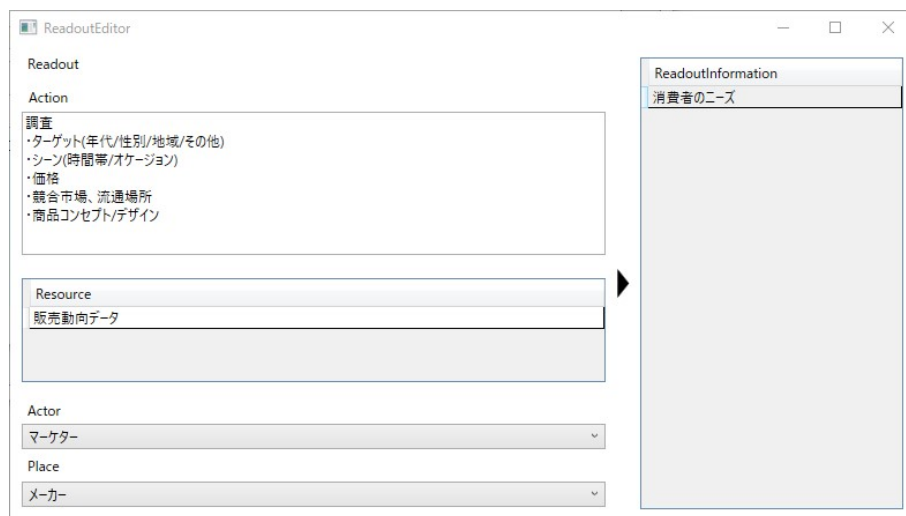 ReadoutEditor
Readout
Action
調査
・ターゲット(年代/性別/地域/その他)
・シーン(時間帯/オケージョン)
・価格
・競合市場、流通場所
・商品コンセプト/デザイン
Resource
販売動向データ
Actor
マーケター
Place
メーカー
ReadoutInformation
消費者のニーズ